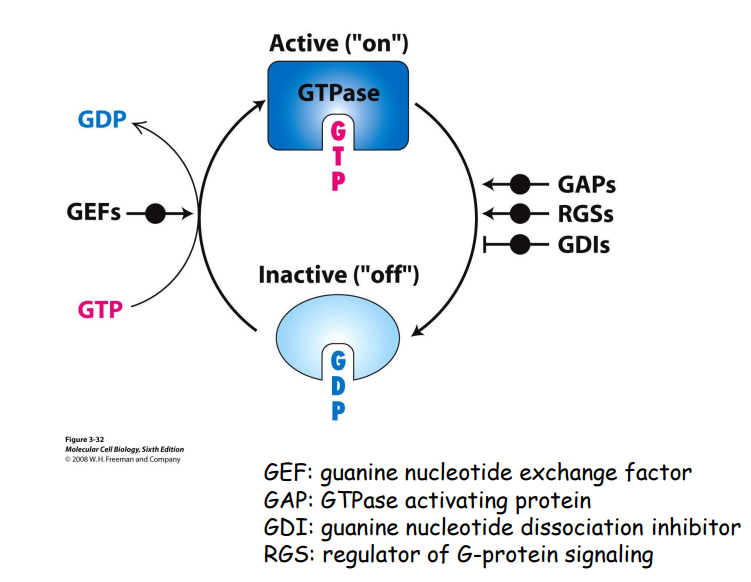 Active ("on")
GTPase
G
T
P
GDP
GEFs
GTP
GAPs
RGSs
GDIs
Inactive ("off")
G
D
P
Figure 3-32
Molecular Cell Biology, Sixth Edition
© 2008 W. H. Freeman and Company
GEF: guanine nucleotide exchange factor
GAP: GTPase activating protein
GDI: guanine nucleotide dissociation inhibitor
RGS: regulator of G-protein signaling